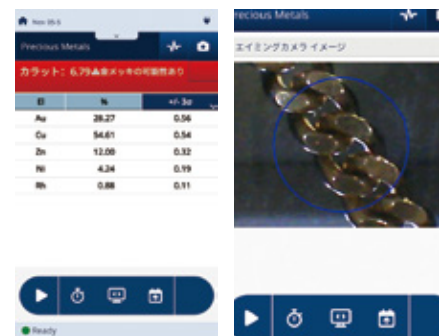 Precious Metals
カラット： 6.79▲金メッキの可能性あり
El % +/- 3σ
Au 28.27 0.56
Cu 54.61 0.54
Zn 12.00 0.32
Ni 4.24 0.19
Rh 0.88 0.11
Ready
Precious Metals
エイミングカメラ イメージ